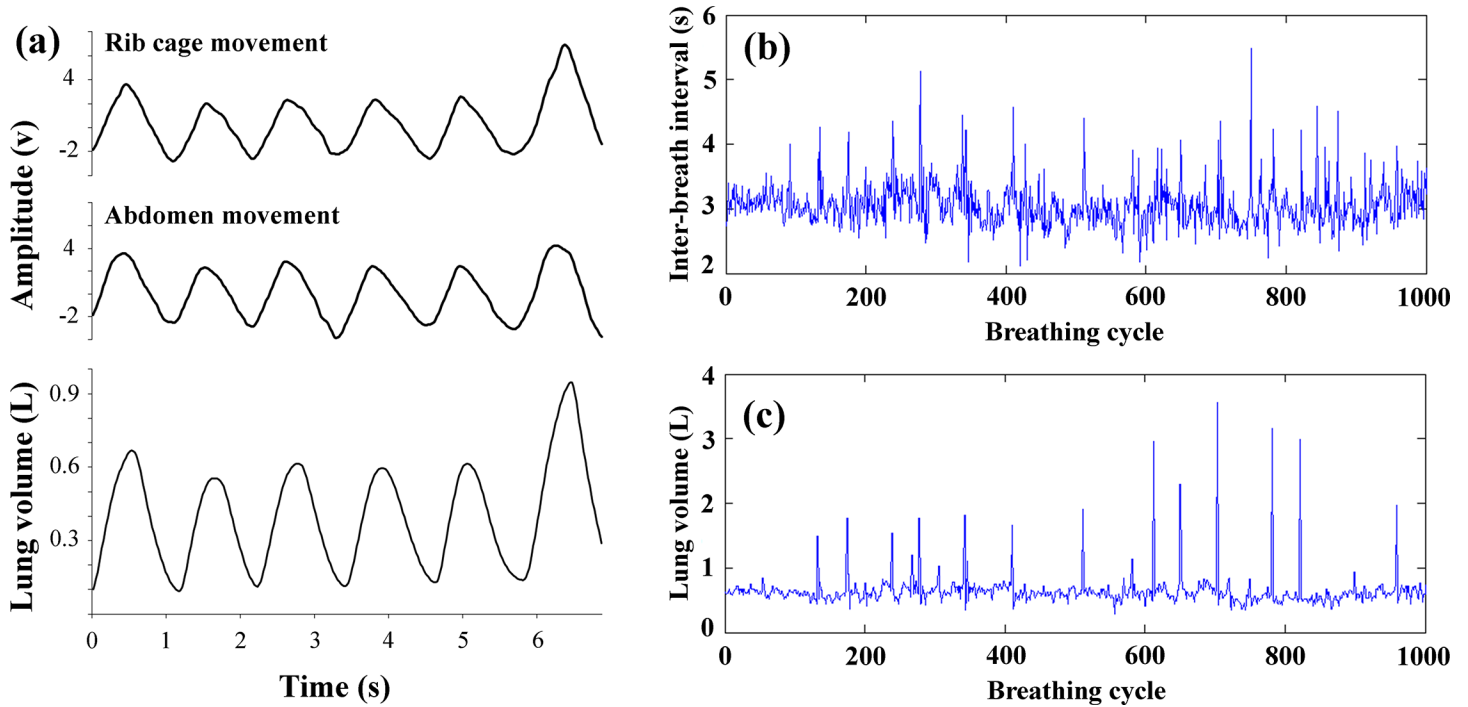 (a)
Rib cage movement
4
-2
Abdomen movement
4
-2
Amplitude (v)
0.9
0.6
0.3
Lung volume (L)
0 1 2 3 4 5 6
Time (s)
(b)
6
5
4
3
2
Inter-breath interval (s)
0 200 400 600 800 1000
Breathing cycle
(c)
4
3
2
1
0
Lung volume (L)
0 200 400 600 800 1000
Breathing cycle